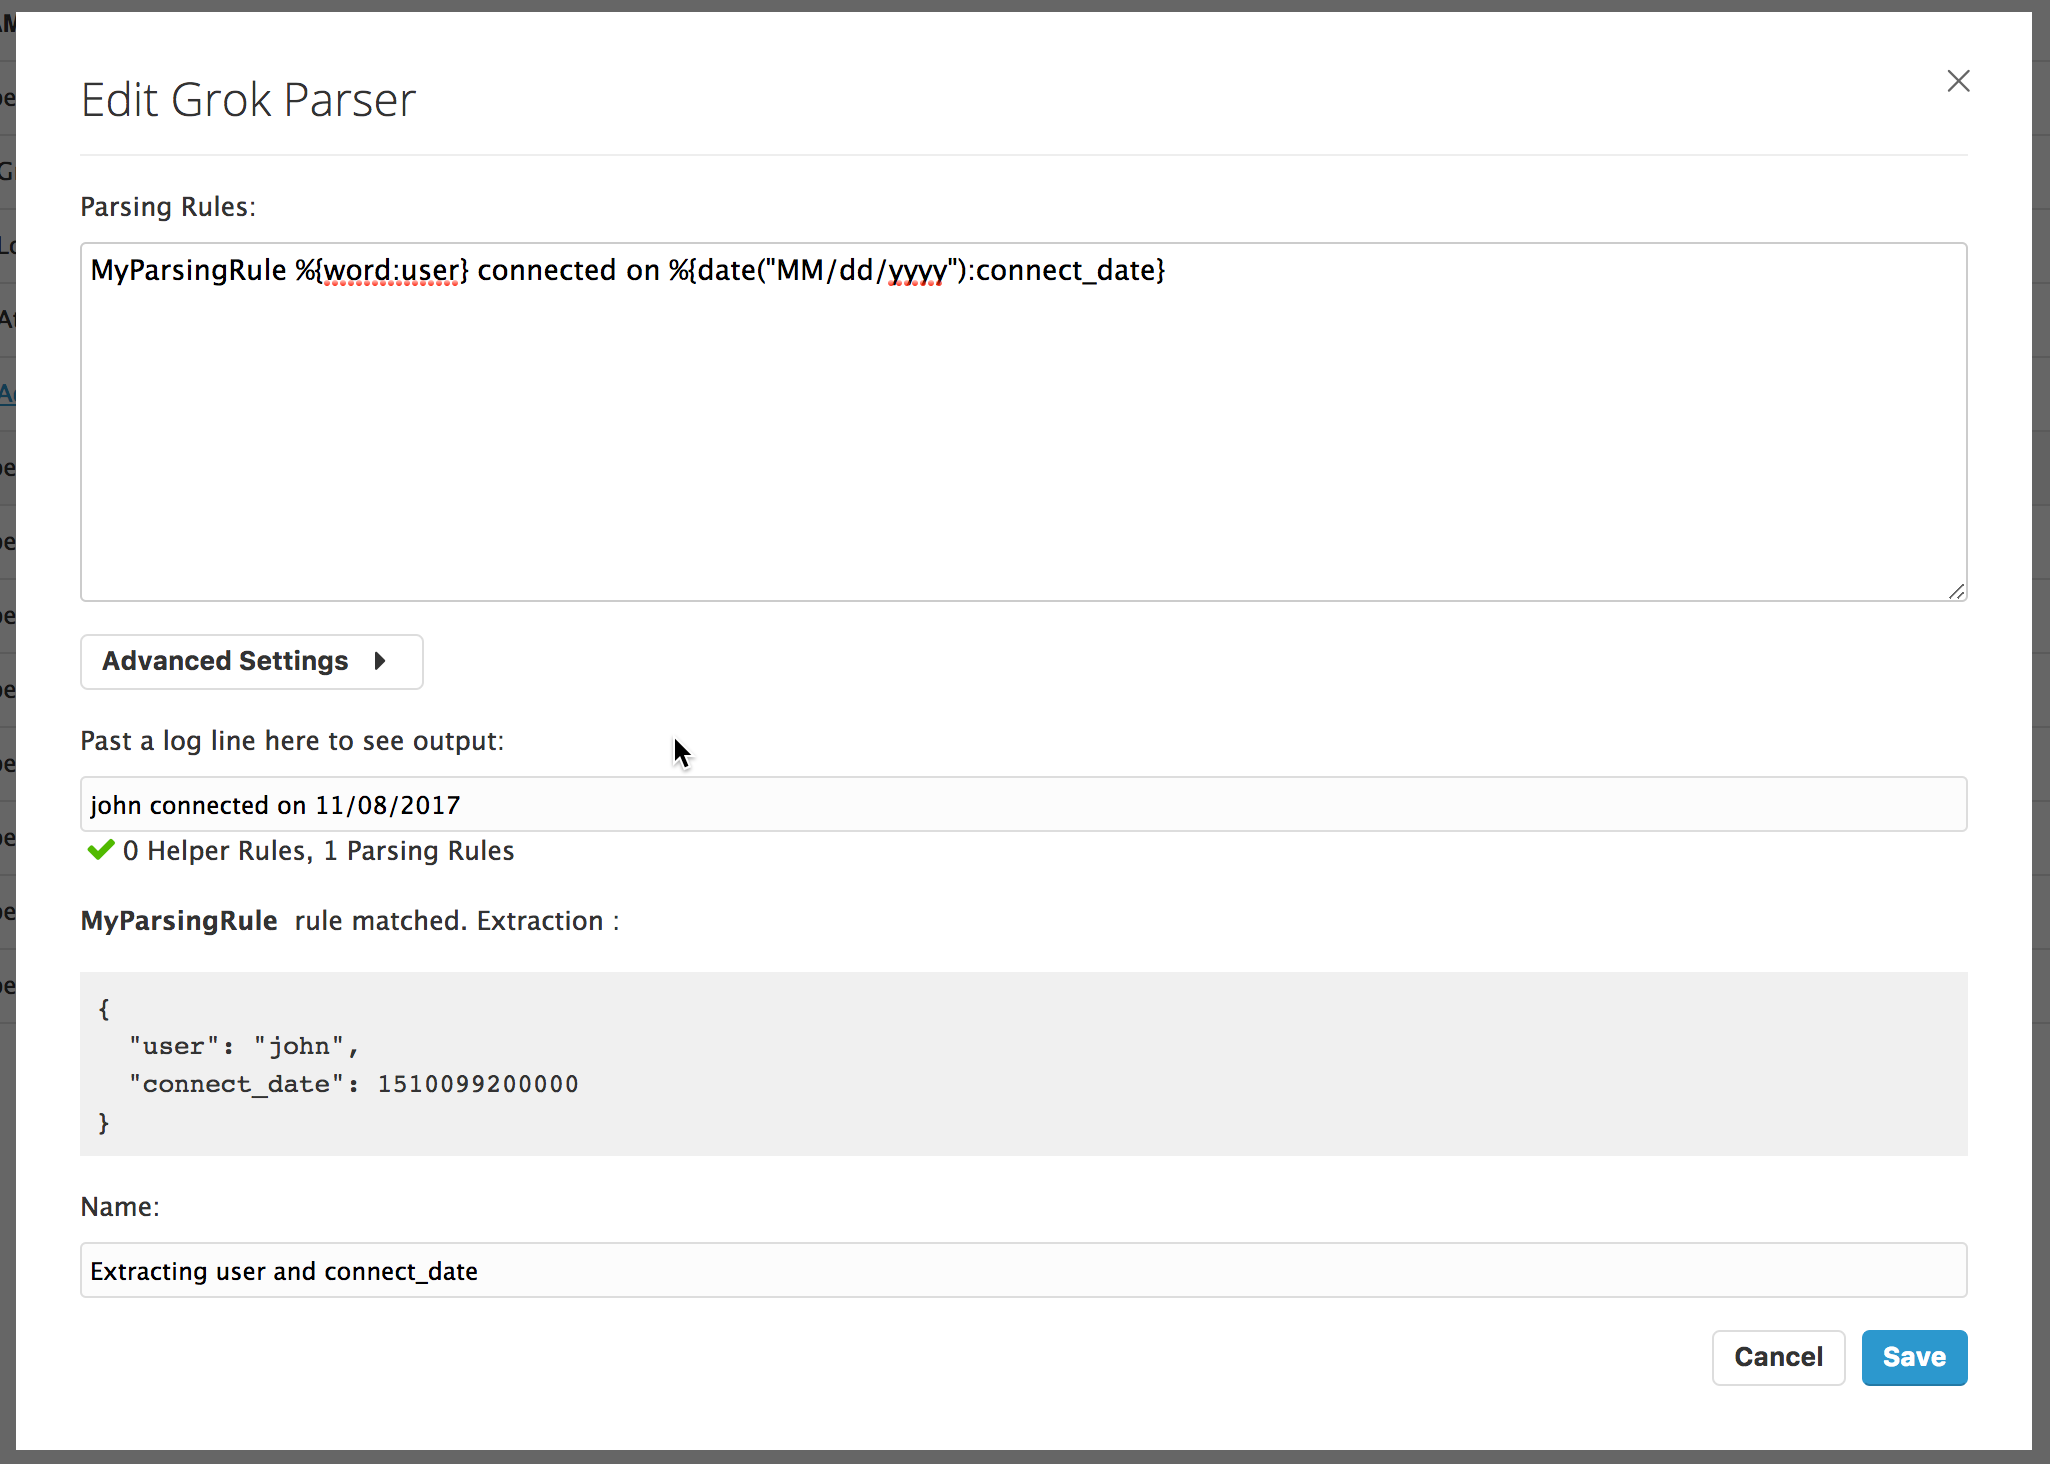 Edit Grok Parser
Parsing Rules:
MyParsingRule %{word:user} connected on %{date("MM/dd/yyyy"):connect_date}
Advanced Settings
Past a log line here to see output:
john connected on 11/08/2017
0 Helper Rules, 1 Parsing Rules
MyParsingRule rule matched. Extraction :
{
"user": "john",
"connect_date": 1510099200000
}
Name:
Extracting user and connect_date
Cancel Save